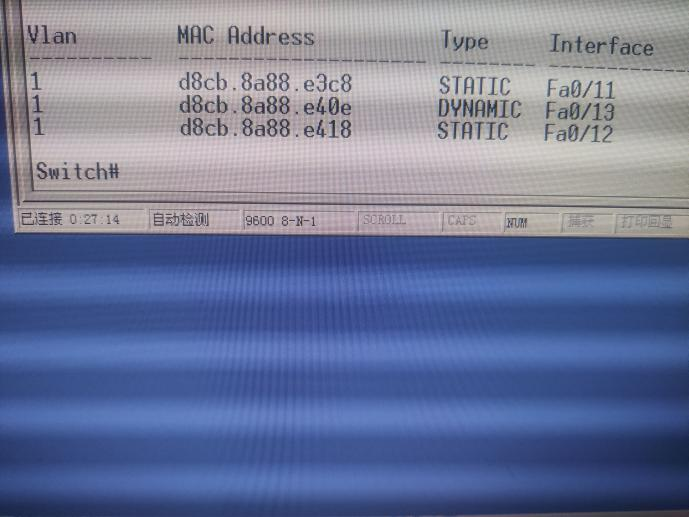 Vlan MAC Address Type Interface
1 d8cb.8a88.e3c8 STATIC Fa0/11
1 d8cb.8a88.e40e DYNAMIC Fa0/13
1 d8cb.8a88.e418 STATIC Fa0/12
Switch#
已连接 0:27:14 自动检测 9600 8-N-1 SCROLL CAPS NUM 捕获 打印回显